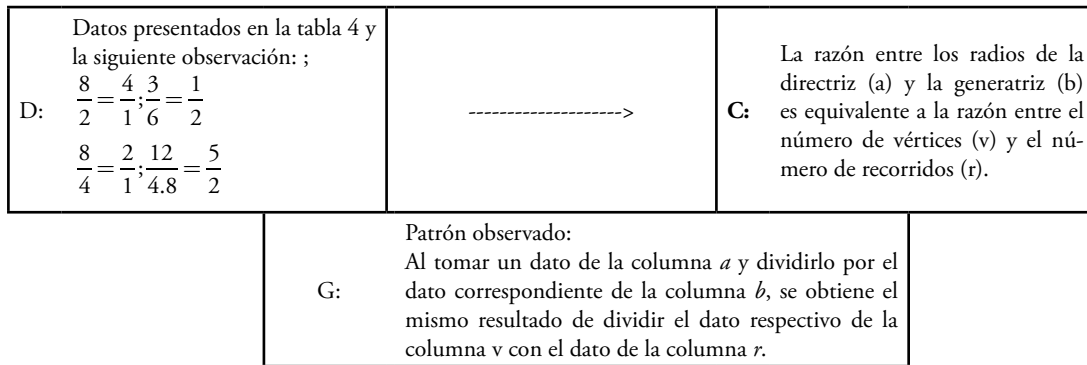 Datos presentados en la tabla 4 y
la siguiente observación: ;
D:
8/2 = 4/1; 3/6 = 1/2
8/4 = 2/1; 12/4.8 = 5/2
-------------------->
C:
La razón entre los radios de la
directriz (a) y la generatriz (b)
es equivalente a la razón entre el
número de vértices (v) y el nú-
mero de recorridos (r).
G:
Patrón observado:
Al tomar un dato de la columna a y dividirlo por el
dato correspondiente de la columna b, se obtiene el
mismo resultado de dividir el dato respectivo de la
columna v con el dato de la columna r.